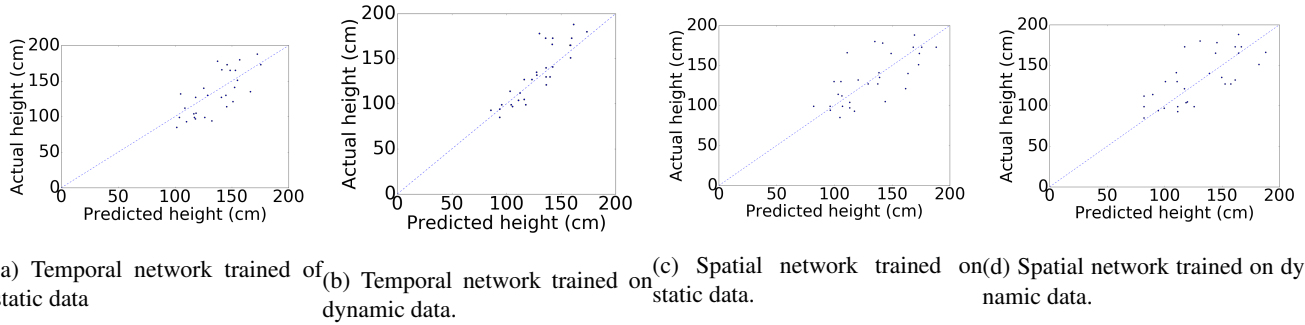 200
150
100
50
0
Actual height (cm)
0 50 100 150 200
Predicted height (cm)
a) Temporal network trained of
static data
200
150
100
50
0
Actual height (cm)
0 50 100 150 200
Predicted height (cm)
(b) Temporal network trained on
dynamic data.
200
150
100
50
0
Actual height (cm)
0 50 100 150 200
Predicted height (cm)
(c) Spatial network trained on
static data.
200
150
100
50
0
Actual height (cm)
0 50 100 150 200
Predicted height (cm)
(d) Spatial network trained on dy
namic data.